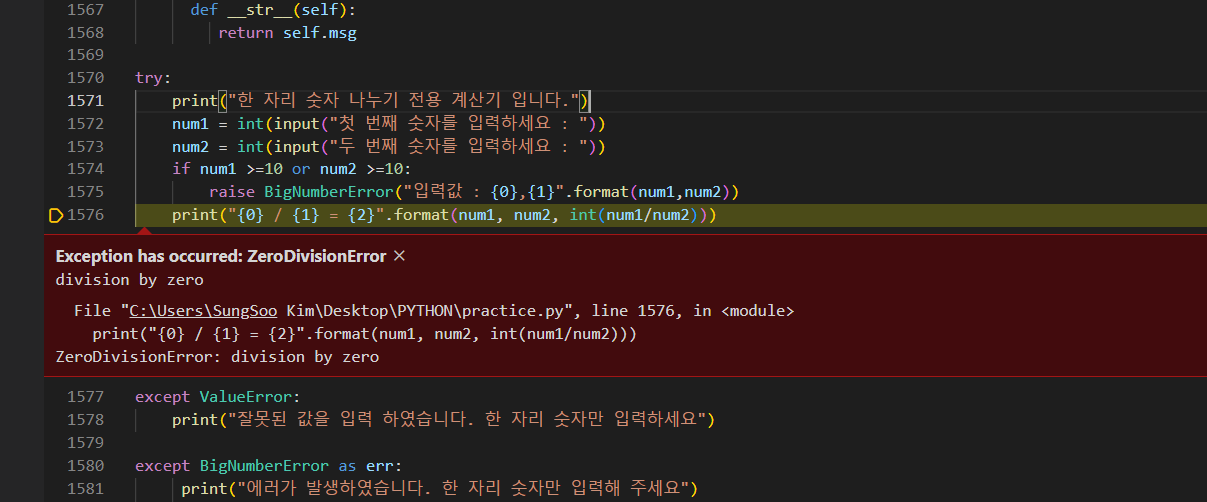 1567 def __str__(self):
1568 return self.msg
1569
1570 try:
1571 print("한 자리 숫자 나누기 전용 계산기 입니다.")
1572 num1 = int(input("첫 번째 숫자를 입력하세요 : "))
1573 num2 = int(input("두 번째 숫자를 입력하세요 : "))
1574 if num1 >=10 or num2 >=10:
1575 raise BigNumberError("입력값 : {0},{1}".format(num1,num2))
1576 print("{0} / {1} = {2}".format(num1, num2, int(num1/num2)))
Exception has occurred: ZeroDivisionError ×
division by zero
File "C:\Users\SungSoo Kim\Desktop\PYTHON\practice.py", line 1576, in <module>
print("{0} / {1} = {2}".format(num1, num2, int(num1/num2)))
ZeroDivisionError: division by zero
1577 except ValueError:
1578 print("잘못된 값을 입력 하였습니다. 한 자리 숫자만 입력하세요")
1579
1580 except BigNumberError as err:
1581 print("에러가 발생하였습니다. 한 자리 숫자만 입력해 주세요")